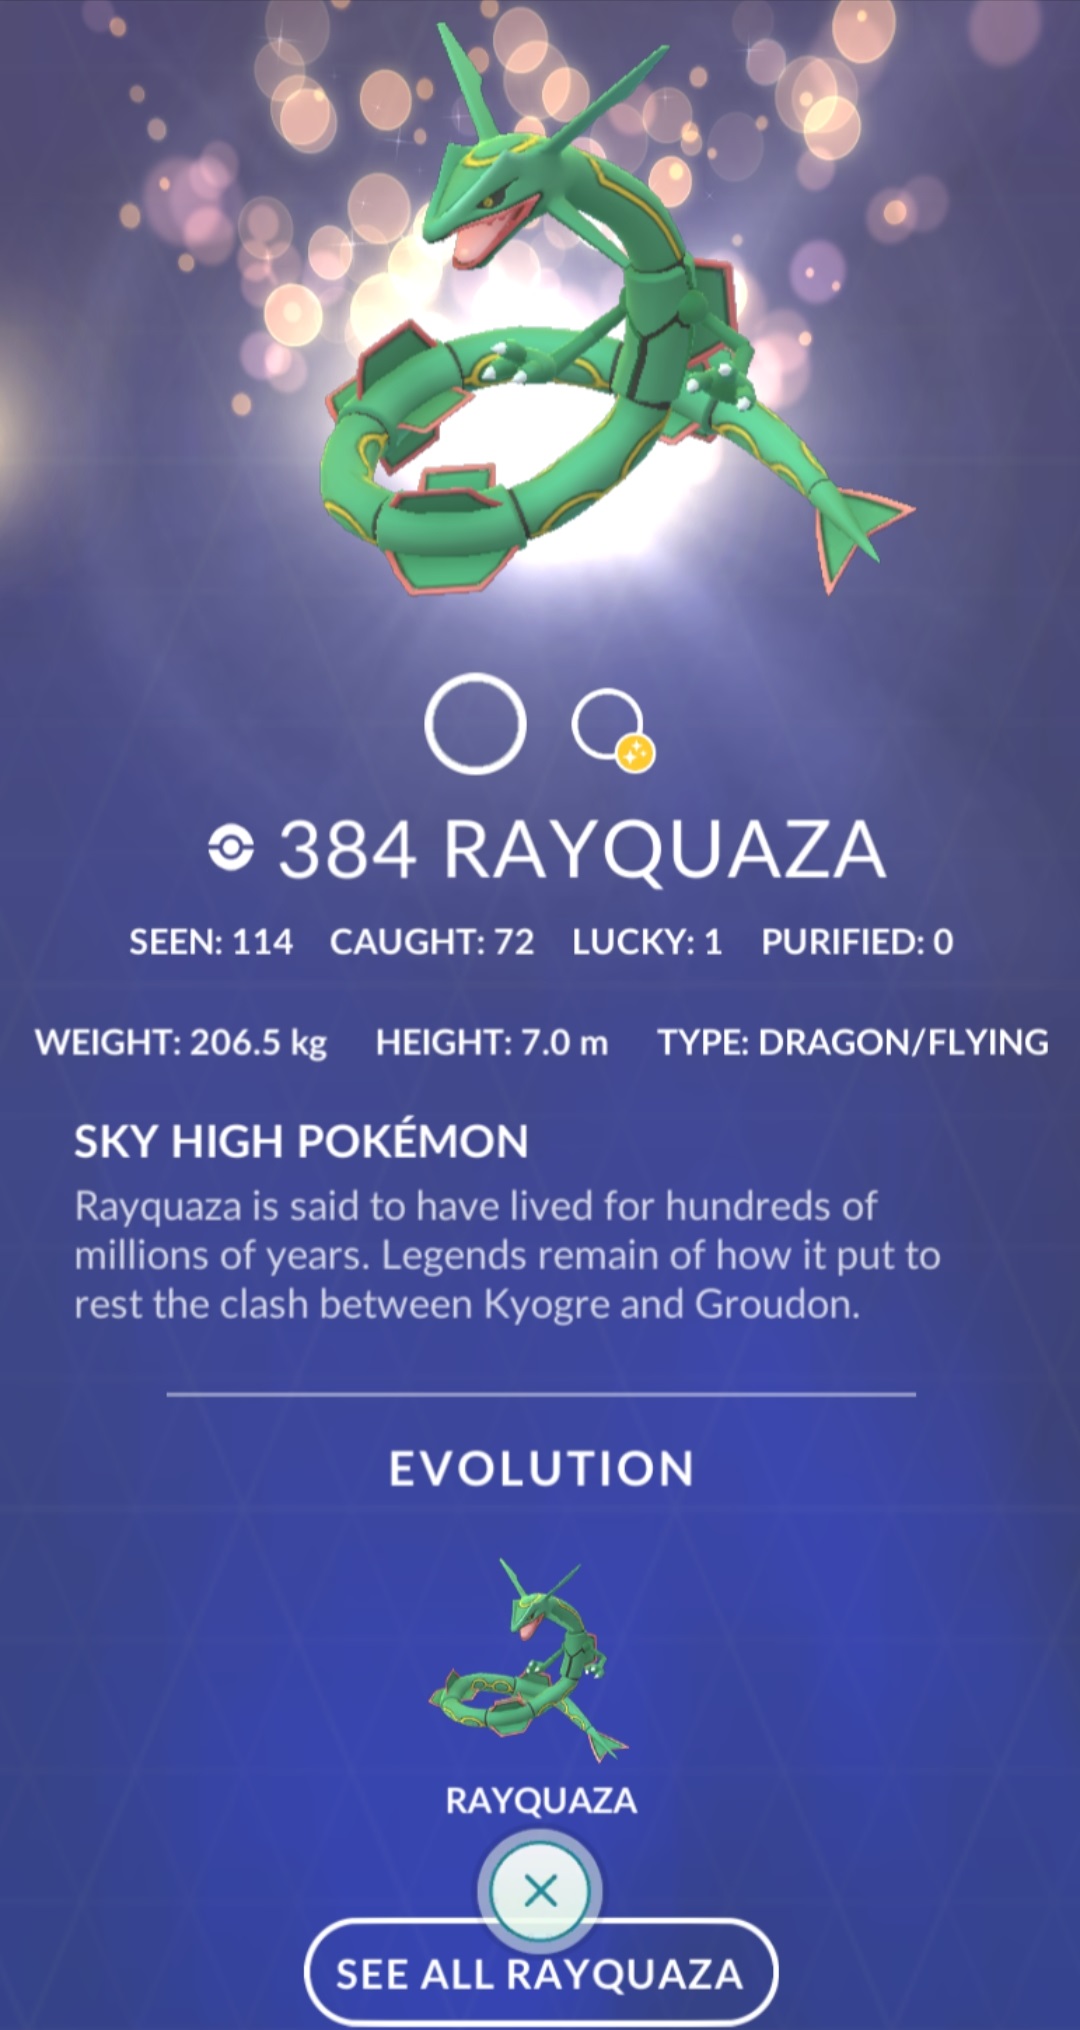 384 RAYQUAZA
SEEN: 114 CAUGHT: 72 LUCKY: 1 PURIFIED: 0
WEIGHT: 206.5 kg HEIGHT: 7.0 m TYPE: DRAGON/FLYING
SKY HIGH POKÉMON
Rayquaza is said to have lived for hundreds of
millions of years. Legends remain of how it put to
rest the clash between Kyogre and Groudon.
EVOLUTION
RAYQUAZA
SEE ALL RAYQUAZA